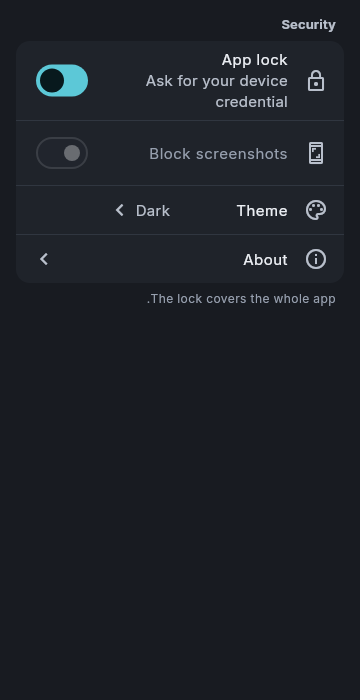 Security
App lock
Ask for your device
credential
Block screenshots
Theme
Dark
About
.The lock covers the whole app